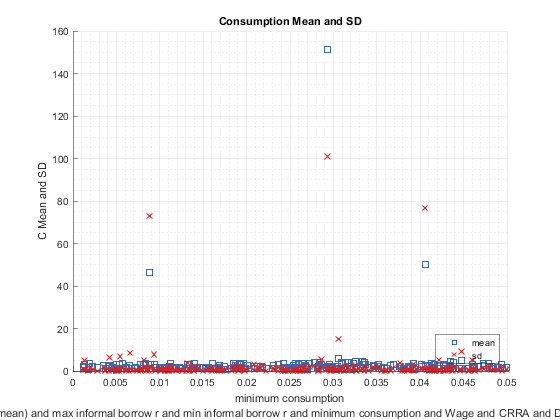 Consumption Mean and SD
160
140
120
100
80
60
40
20
0
C Mean and SD
mean
sd
0 0.005 0.01 0.015 0.02 0.025 0.03 0.035 0.04 0.045 0.05
minimum consumption
mean) and max informal borrow r and min informal borrow r and minimum consumption and Wage and CRRA and